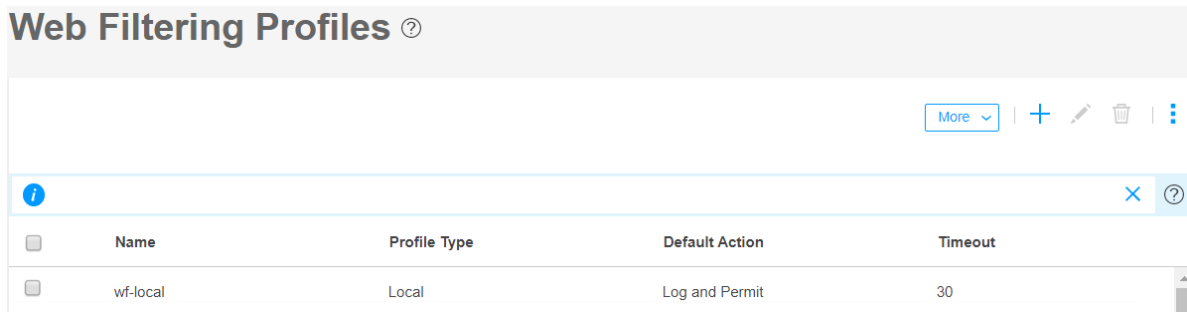 Web Filtering Profiles ?
More
i
?
Name Profile Type Default Action Timeout
wf-local Local Log and Permit 30